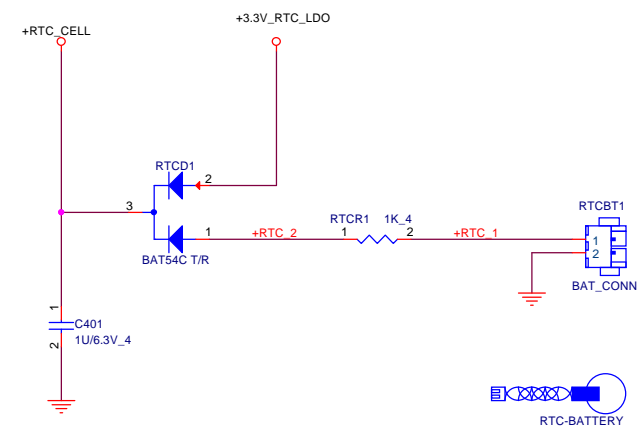 +3.3V_RTC_LDO
+RTC_CELL
RTCD1
2
3
RTCR1 1K_4
RTCBT1
1 +RTC_2 1 2 +RTC_1 1
2
BAT54C T/R
BAT_CONN
1
C401
1U/6.3V_4
2
RTC-BATTERY